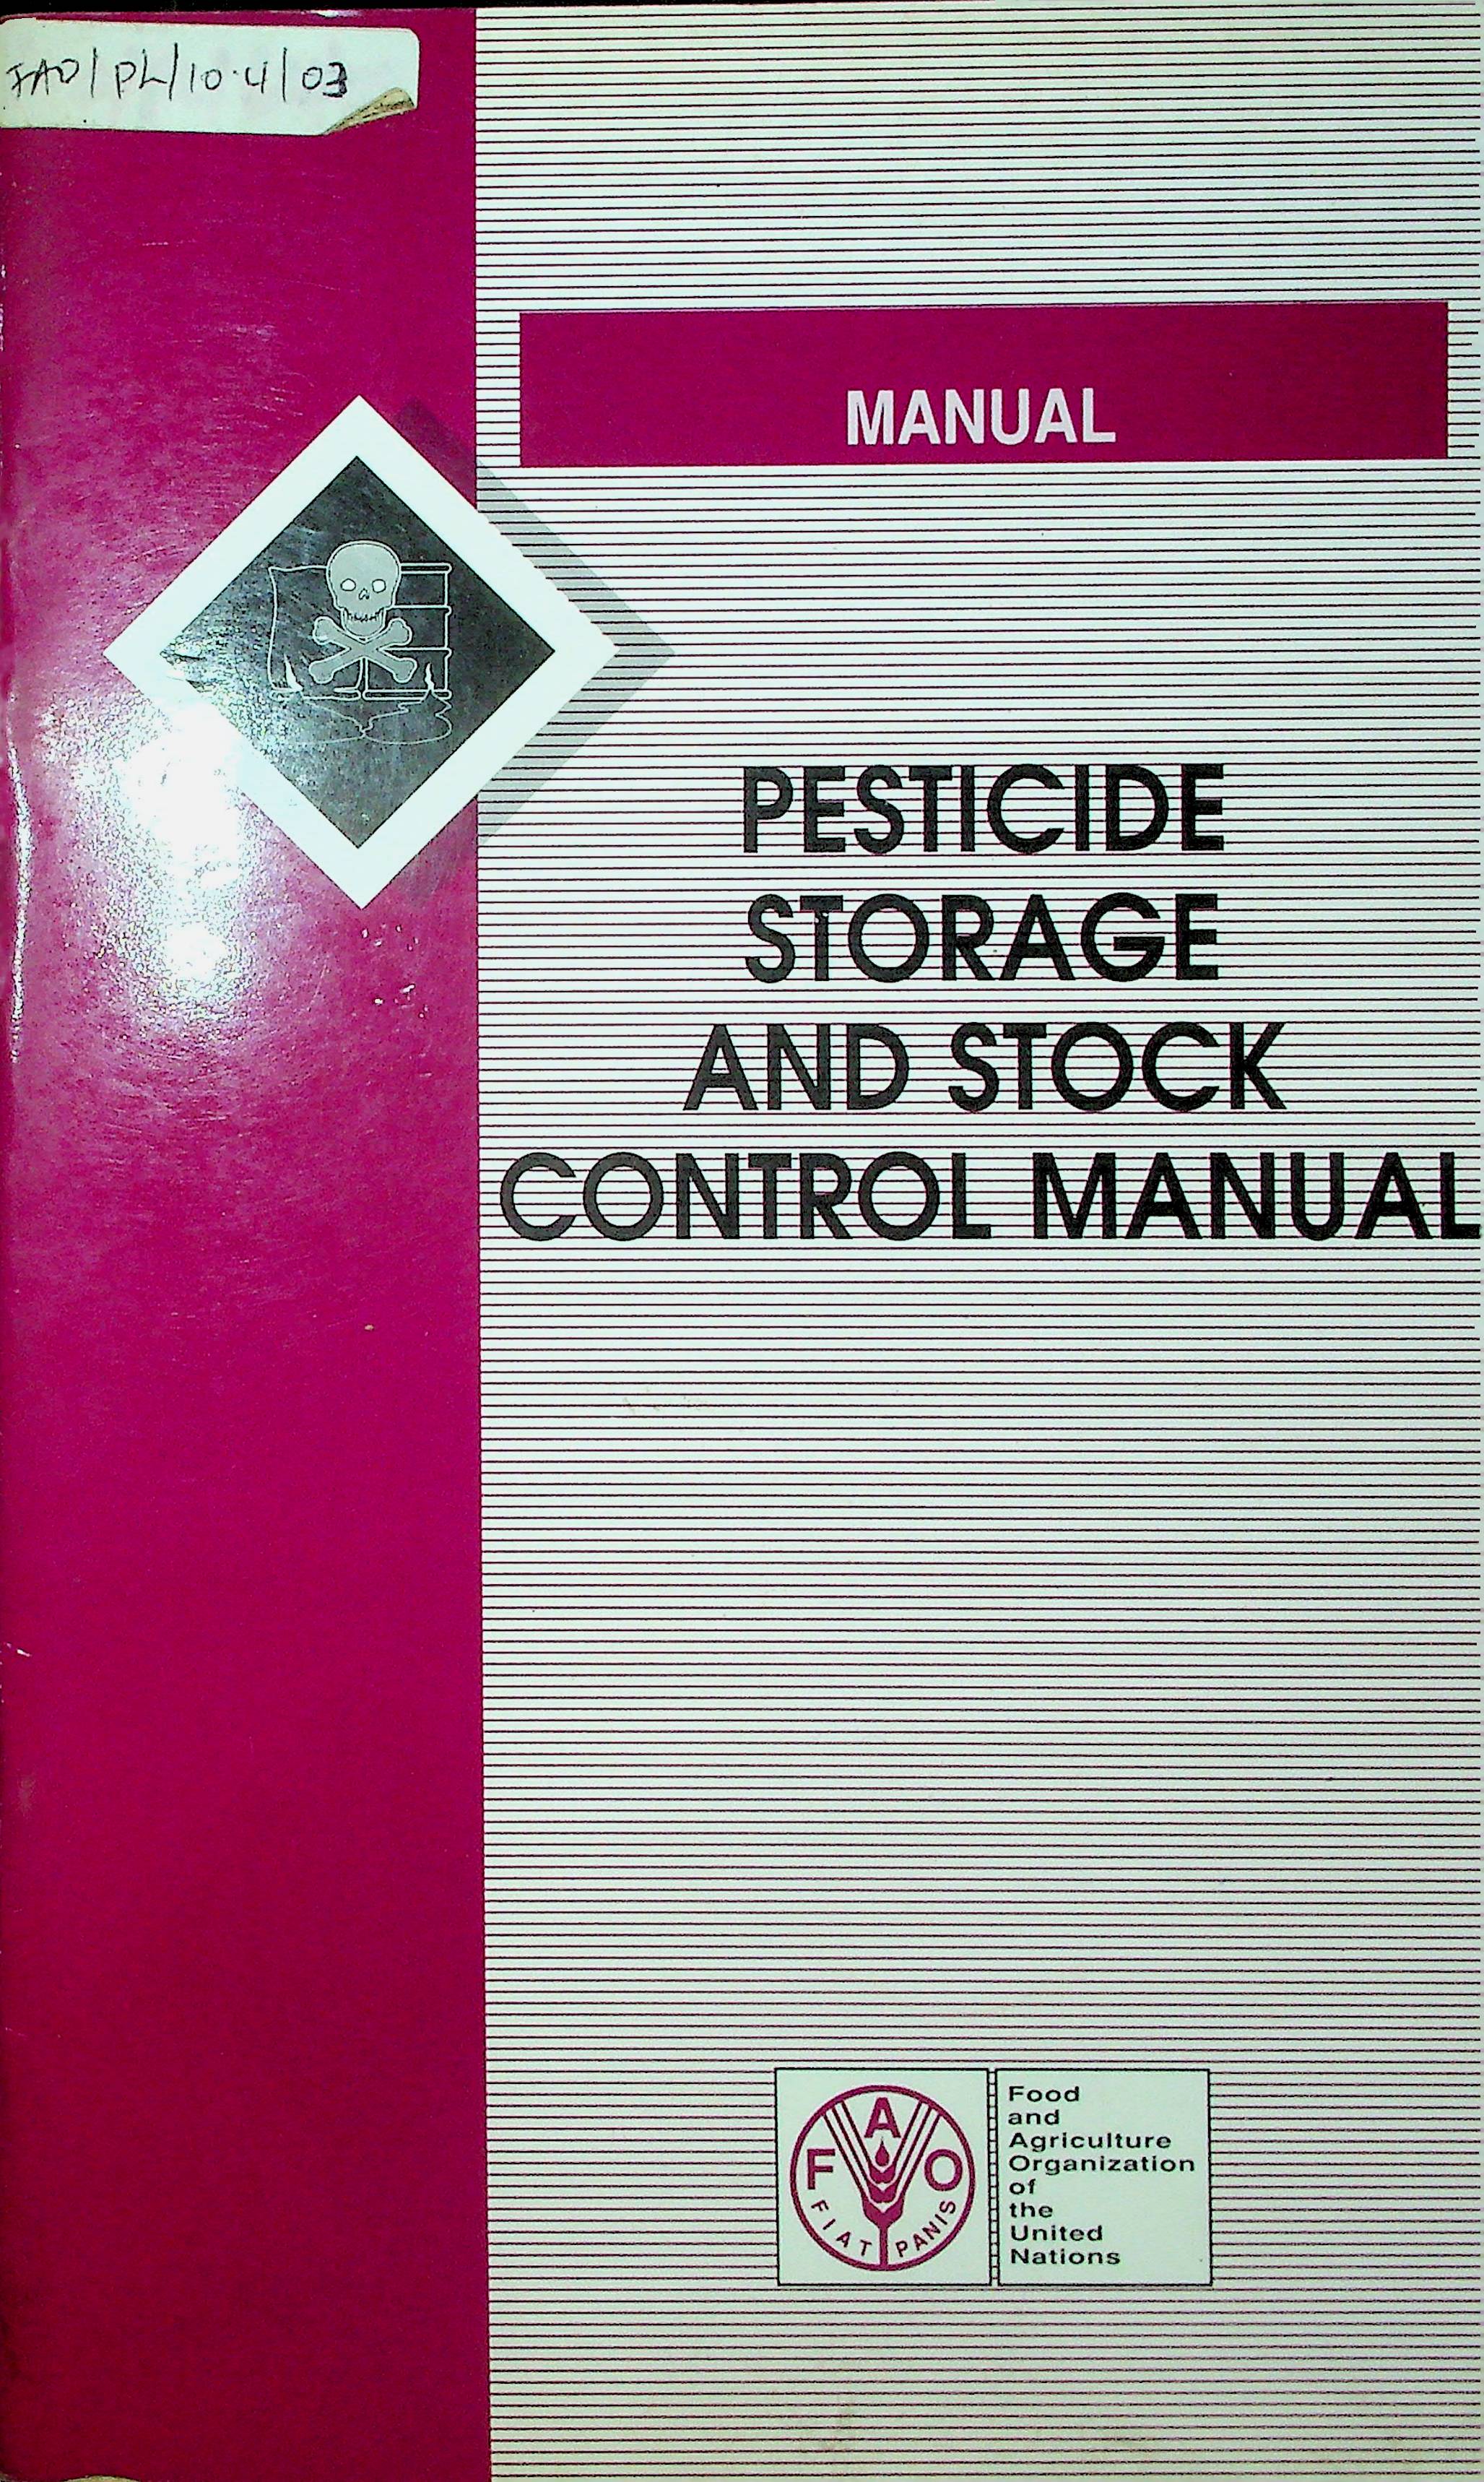 FAO/PL/10.4/03
MANUAL
PESTICIDE
STORAGE
AND STOCK
CONTROL MANUAL
F A O
FIAT PANIS
Food
and
Agriculture
Organization
of
the
United
Nations